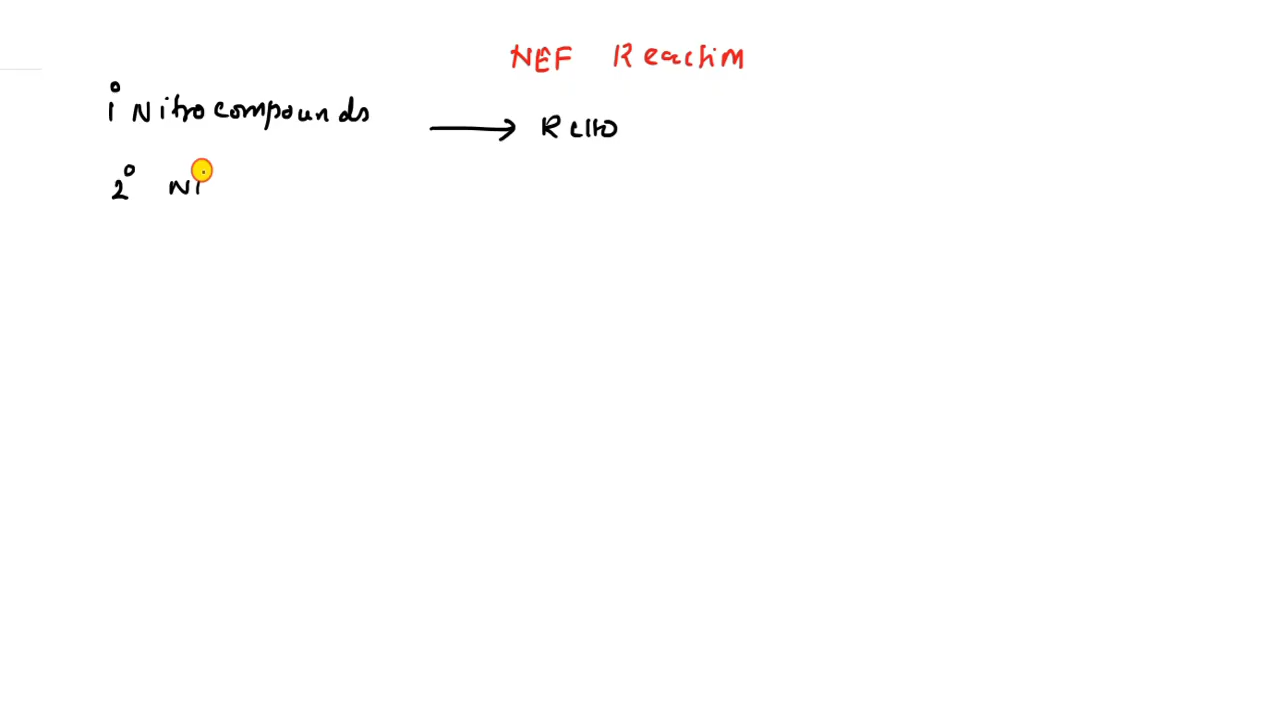 NEF Reaction
1° Nitrocompounds → RCHO
2° Ni